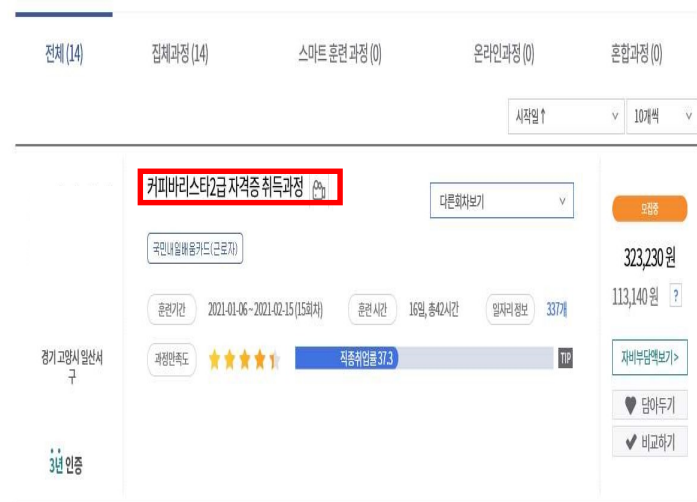 전체 (14) 집체과정 (14) 스마트 훈련 과정 (0) 온라인과정 (0) 혼합과정 (0)
시작일↑ 10개씩
커피바리스타2급 자격증 취득과정
다른회차보기
모집중
국민내일배움카드(근로자)
323,230 원
113,140 원 ?
훈련기간 2021-01-06 ~ 2021-02-15 (15회차) 훈련시간 16일, 총42시간 일자리 정보 337개
경기 고양시 일산서
구
과정만족도 직종취업률 37.3 TIP
자비부담액보기>
담아두기
비교하기
3년 인증